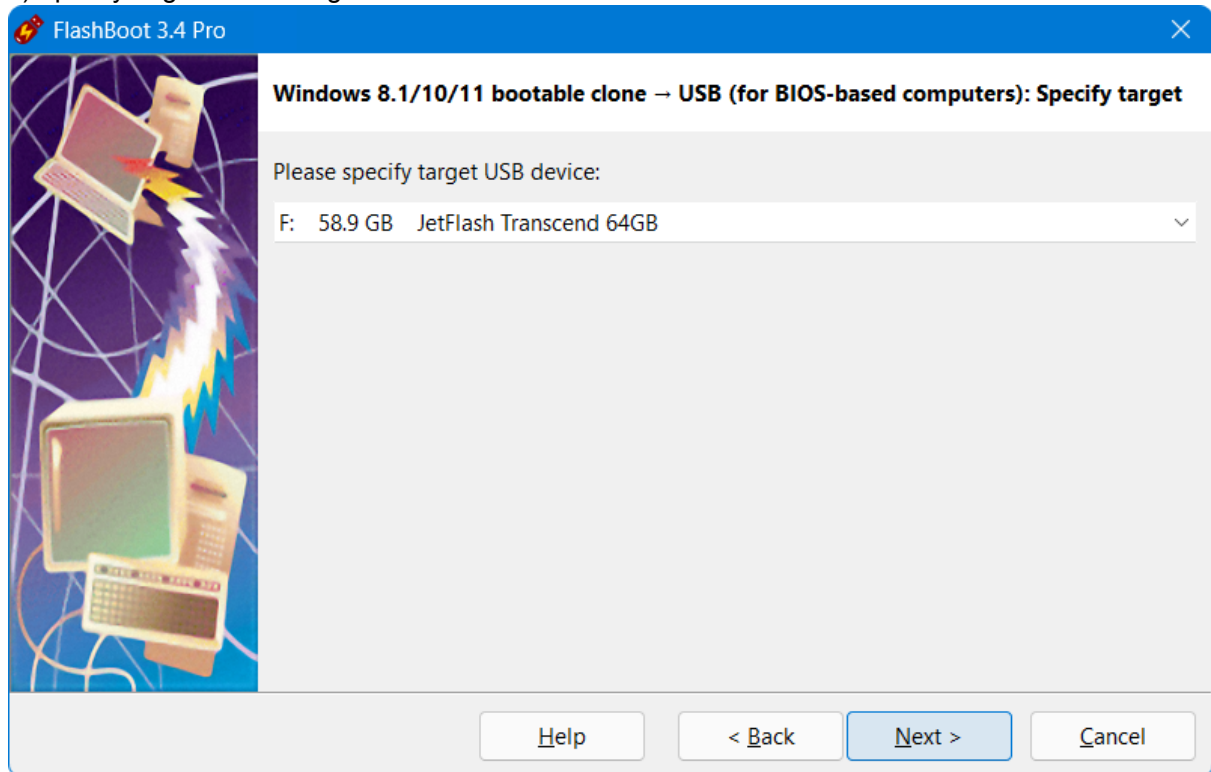 FlashBoot 3.4 Pro
Windows 8.1/10/11 bootable clone → USB (for BIOS-based computers): Specify target
Please specify target USB device:
F: 58.9 GB JetFlash Transcend 64GB
Help < Back Next > Cancel